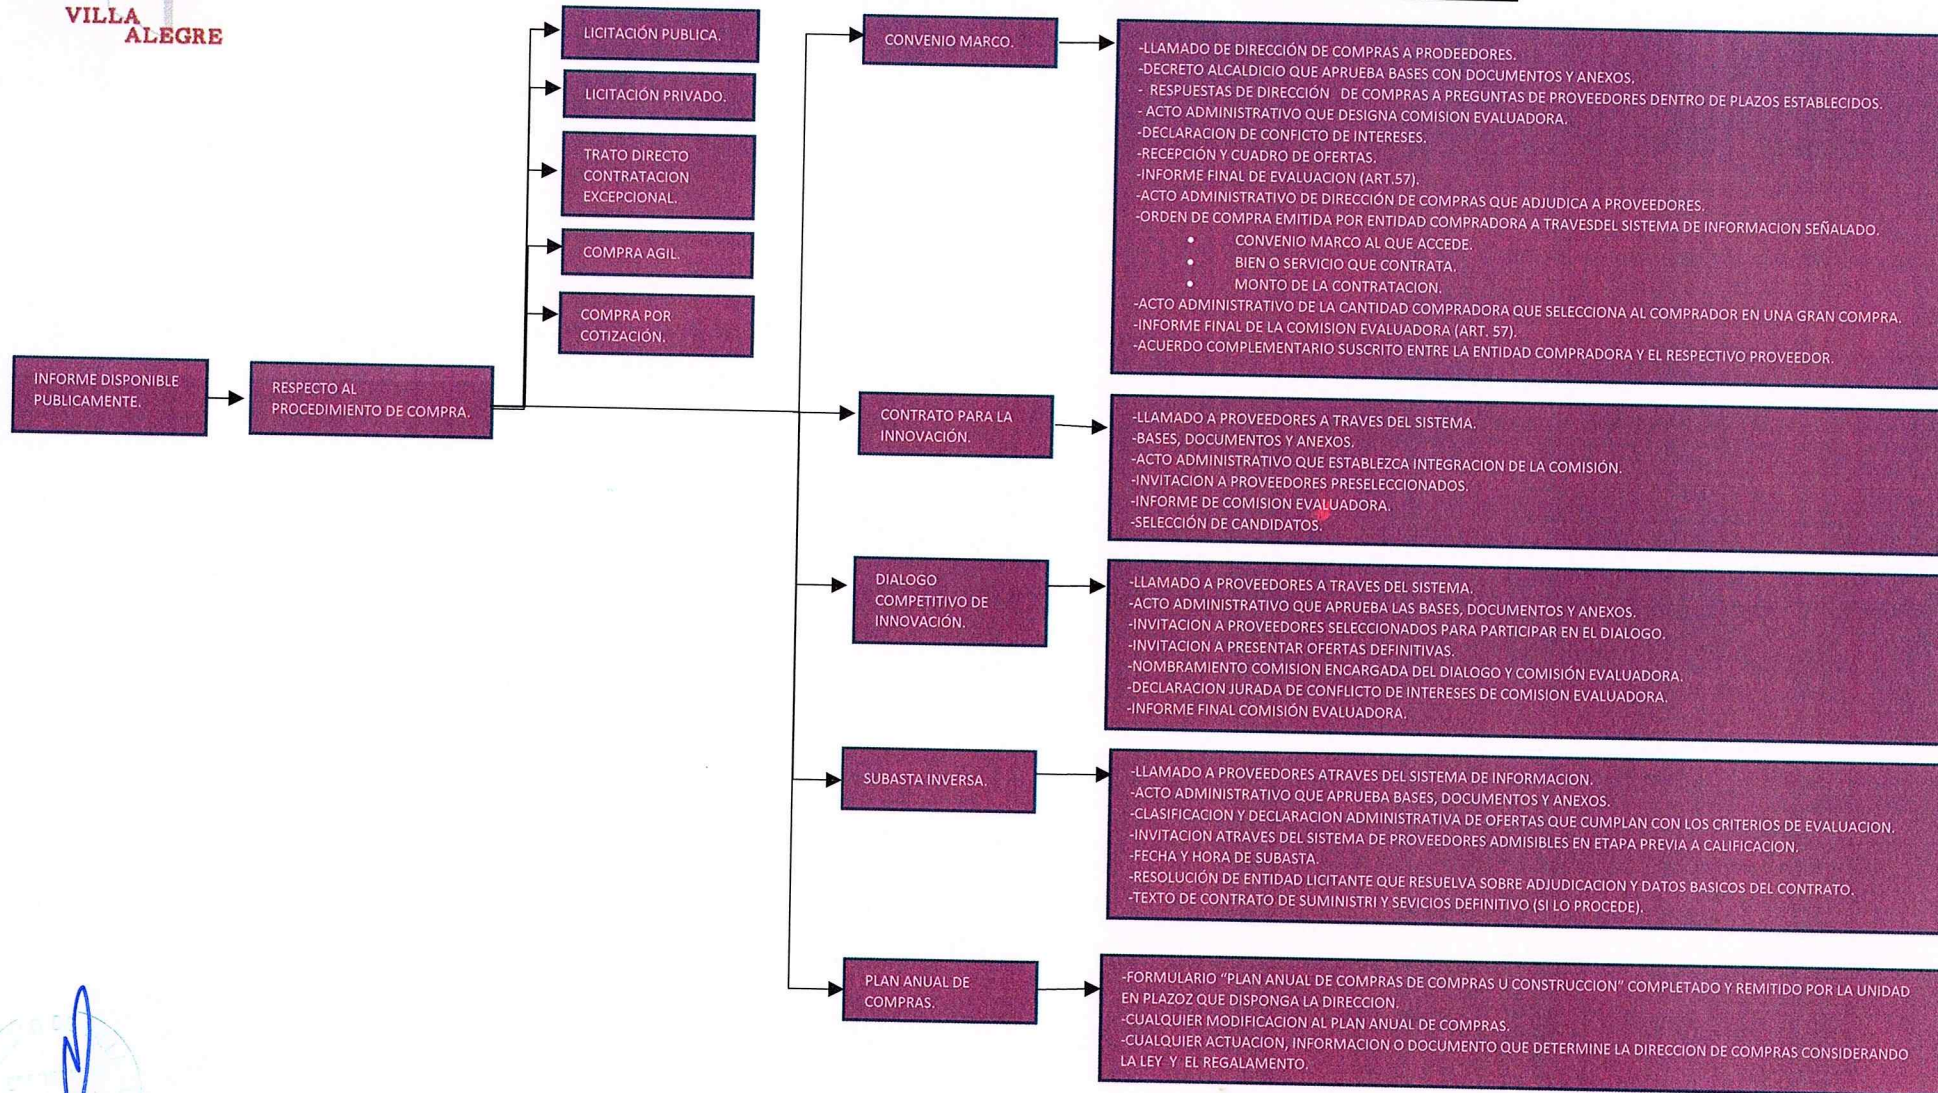 VILLA
ALEGRE
LICITACIÓN PUBLICA.
LICITACIÓN PRIVADO.
TRATO DIRECTO
CONTRATACION
EXCEPCIONAL.
COMPRA AGIL.
COMPRA POR
COTIZACIÓN.
INFORME DISPONIBLE
PUBLICAMENTE.
RESPECTO AL
PROCEDIMIENTO DE COMPRA.
CONVENIO MARCO.
-LLAMADO DE DIRECCIÓN DE COMPRAS A PRODEEDORES.
-DECRETO ALCALDICIO QUE APRUEBA BASES CON DOCUMENTOS Y ANEXOS.
- RESPUESTAS DE DIRECCIÓN DE COMPRAS A PREGUNTAS DE PROVEEDORES DENTRO DE PLAZOS ESTABLECIDOS.
- ACTO ADMINISTRATIVO QUE DESIGNA COMISION EVALUADORA.
-DECLARACION DE CONFICTO DE INTERESES.
-RECEPCIÓN Y CUADRO DE OFERTAS.
-INFORME FINAL DE EVALUACION (ART.57).
-ACTO ADMINISTRATIVO DE DIRECCIÓN DE COMPRAS QUE ADJUDICA A PROVEEDORES.
-ORDEN DE COMPRA EMITIDA POR ENTIDAD COMPRADORA A TRAVESDEL SISTEMA DE INFORMACION SEÑALADO.
• CONVENIO MARCO AL QUE ACCEDE.
• BIEN O SERVICIO QUE CONTRATA.
• MONTO DE LA CONTRATACION.
-ACTO ADMINISTRATIVO DE LA CANTIDAD COMPRADORA QUE SELECCIONA AL COMPRADOR EN UNA GRAN COMPRA.
-INFORME FINAL DE LA COMISION EVALUADORA (ART. 57).
-ACUERDO COMPLEMENTARIO SUSCRITO ENTRE LA ENTIDAD COMPRADORA Y EL RESPECTIVO PROVEEDOR.
CONTRATO PARA LA
INNOVACIÓN.
-LLAMADO A PROVEEDORES A TRAVES DEL SISTEMA.
-BASES, DOCUMENTOS Y ANEXOS.
-ACTO ADMINISTRATIVO QUE ESTABLEZCA INTEGRACION DE LA COMISIÓN.
-INVITACION A PROVEEDORES PRESELECCIONADOS.
-INFORME DE COMISION EVALUADORA.
-SELECCIÓN DE CANDIDATOS.
DIALOGO
COMPETITIVO DE
INNOVACIÓN.
-LLAMADO A PROVEEDORES A TRAVES DEL SISTEMA.
-ACTO ADMINISTRATIVO QUE APRUEBA LAS BASES, DOCUMENTOS Y ANEXOS.
-INVITACION A PROVEEDORES SELECCIONADOS PARA PARTICIPAR EN EL DIALOGO.
-INVITACION A PRESENTAR OFERTAS DEFINITIVAS.
-NOMBRAMIENTO COMISION ENCARGADA DEL DIALOGO Y COMISIÓN EVALUADORA.
-DECLARACION JURADA DE CONFLICTO DE INTERESES DE COMISION EVALUADORA.
-INFORME FINAL COMISIÓN EVALUADORA.
SUBASTA INVERSA.
-LLAMADO A PROVEEDORES ATRAVES DEL SISTEMA DE INFORMACION.
-ACTO ADMINISTRATIVO QUE APRUEBA BASES, DOCUMENTOS Y ANEXOS.
-CLASIFICACION Y DECLARACION ADMINISTRATIVA DE OFERTAS QUE CUMPLAN CON LOS CRITERIOS DE EVALUACION.
-INVITACION ATRAVES DEL SISTEMA DE PROVEEDORES ADMISIBLES EN ETAPA PREVIA A CALIFICACION.
-FECHA Y HORA DE SUBASTA.
-RESOLUCIÓN DE ENTIDAD LICITANTE QUE RESUELVA SOBRE ADJUDICACION Y DATOS BASICOS DEL CONTRATO.
-TEXTO DE CONTRATO DE SUMINISTRI Y SEVICIOS DEFINITIVO (SI LO PROCEDE).
PLAN ANUAL DE
COMPRAS.
-FORMULARIO “PLAN ANUAL DE COMPRAS DE COMPRAS U CONSTRUCCION” COMPLETADO Y REMITIDO POR LA UNIDAD
EN PLAZOZ QUE DISPONGA LA DIRECCION.
-CUALQUIER MODIFICACION AL PLAN ANUAL DE COMPRAS.
-CUALQUIER ACTUACION, INFORMACION O DOCUMENTO QUE DETERMINE LA DIRECCION DE COMPRAS CONSIDERANDO
LA LEY Y EL REGALAMENTO.